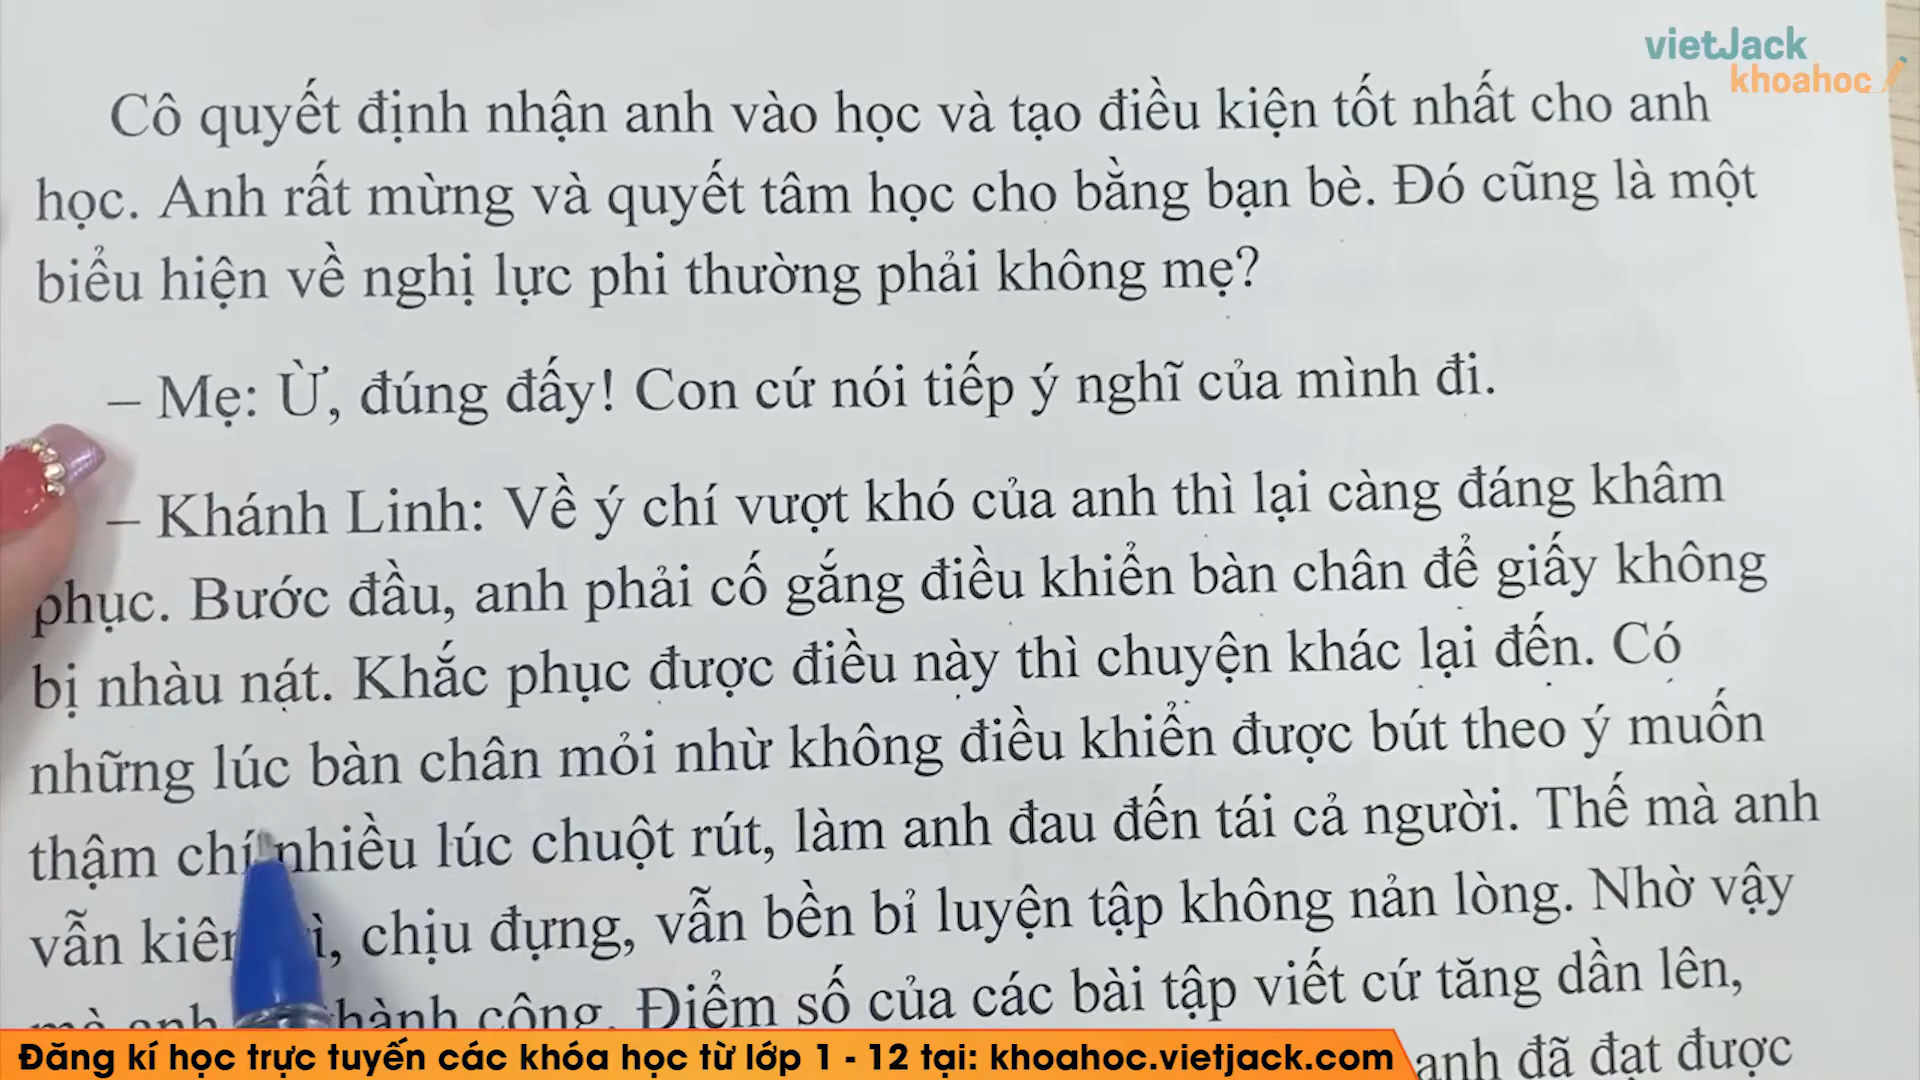 vietJack
khoahoc
Cô quyết định nhận anh vào học và tạo điều kiện tốt nhất cho anh
học. Anh rất mừng và quyết tâm học cho bằng bạn bè. Đó cũng là một
biểu hiện về nghị lực phi thường phải không mẹ?
– Mẹ: Ừ, đúng đấy! Con cứ nói tiếp ý nghĩ của mình đi.
– Khánh Linh: Về ý chí vượt khó của anh thì lại càng đáng khâm
phục. Bước đầu, anh phải cố gắng điều khiển bàn chân để giấy không
bị nhàu nát. Khắc phục được điều này thì chuyện khác lại đến. Có
những lúc bàn chân mỏi nhừ không điều khiển được bút theo ý muốn
thậm chí nhiều lúc chuột rút, làm anh đau đến tái cả người. Thế mà anh
vẫn chịu đựng, vẫn bền bỉ luyện tập không nản lòng. Nhờ vậy
mà anh công. Điểm số của các bài tập viết cứ tăng dần lên,
anh đã đạt được
Đăng kí học trực tuyến các khóa học từ lớp 1 - 12 tại: khoahoc.vietjack.com